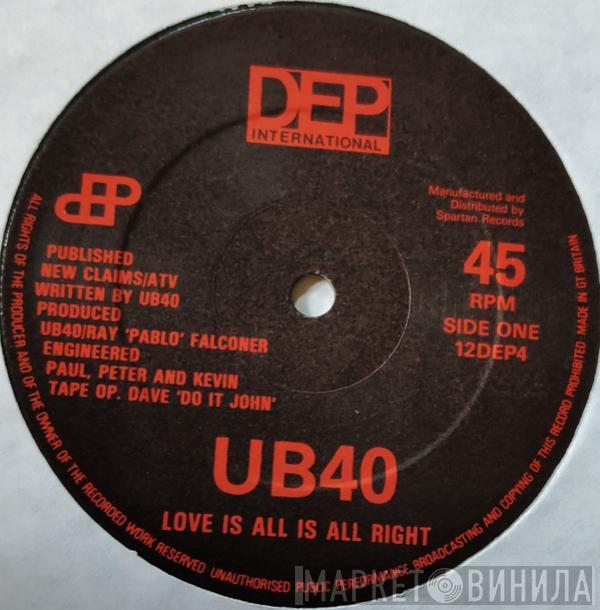 DEP
INTERNATIONAL
dEP
Manufactured and
Distributed by
Spartan Records
PUBLISHED
NEW CLAIMS/ATV
WRITTEN BY UB40
PRODUCED
UB40/RAY 'PABLO' FALCONER
ENGINEERED
PAUL, PETER AND KEVIN
TAPE OP. DAVE 'DO IT JOHN'
45
RPM
SIDE ONE
12DEP4
UB40
LOVE IS ALL IS ALL RIGHT
ALL RIGHTS OF THE PRODUCER AND OF THE OWNER OF THE RECORDED WORK RESERVED · UNAUTHORISED PUBLIC PERFORMANCE, BROADCASTING AND COPYING OF THIS RECORD PROHIBITED MADE IN GT BRITAIN
МАРКЕТВИНИЛА